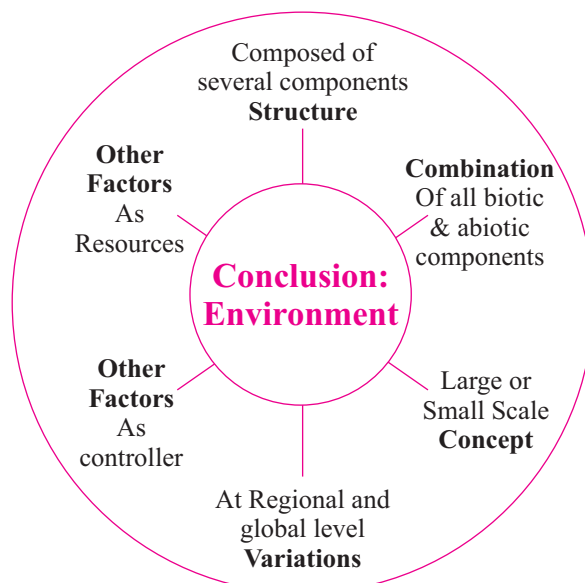 Composed of
several components
Structure
Combination
Of all biotic
& abiotic
components
Large or
Small Scale
Concept
At Regional and
global level
Variations
Other
Factors
As
controller
Other
Factors
As
Resources
Conclusion:
Environment